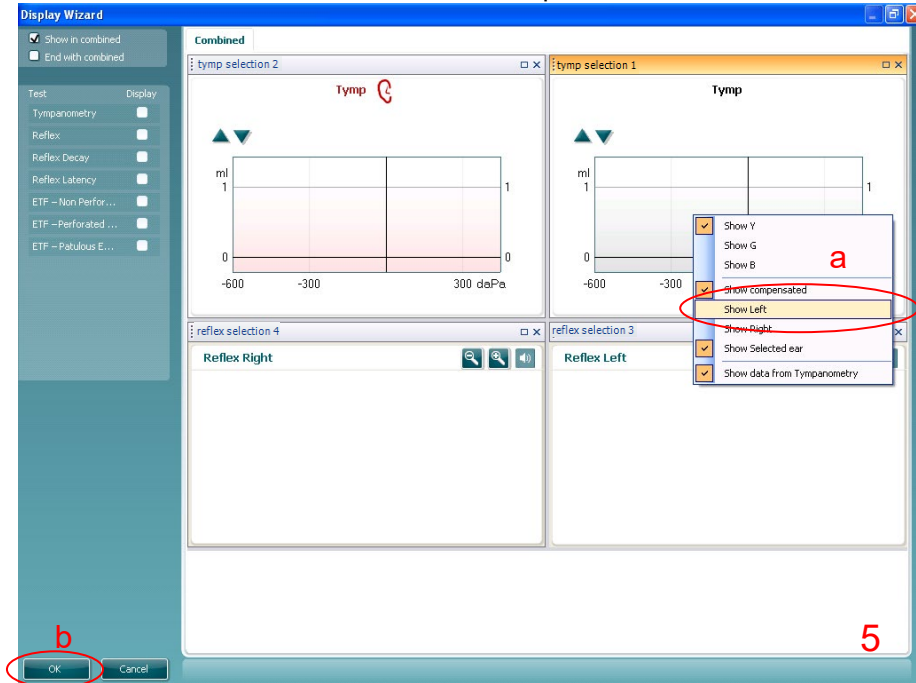 Display Wizard
Show in combined
End with combined
Test Display
Tympanometry
Reflex
Reflex Decay
Reflex Latency
ETF – Non Perfor...
ETF –Perforated ...
ETF – Patulous E...
Combined
tymp selection 2
Tymp
ml
1 1
0 0
-600 -300 300 daPa
tymp selection 1
Tymp
ml
1 1
0
-600 -300
Show Y
Show G
Show B
a
Show compensated
Show Left
Show Right
Show Selected ear
Show data from Tympanometry
reflex selection 4
Reflex Right
reflex selection 3
Reflex Left
b
5
OK Cancel